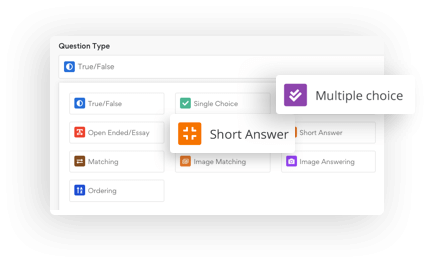 Question Type
True/False
True/False
Single Choice
Multiple choice
Open Ended/Essay
Short Answer
Short Answer
Matching
Image Matching
Image Answering
Ordering